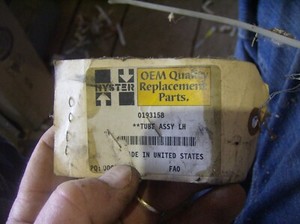 HYSTER
OEM Quality
Replacement
Parts.
0193158
**TUBE ASSY LH
MADE IN UNITED STATES
FAO